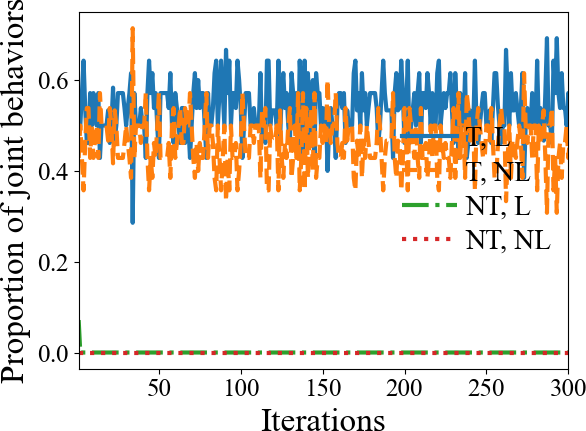 Proportion of joint behaviors
0.6
0.4
0.2
0.0
T, L
T, NL
NT, L
NT, NL
50
100
150
200
250
300
Iterations